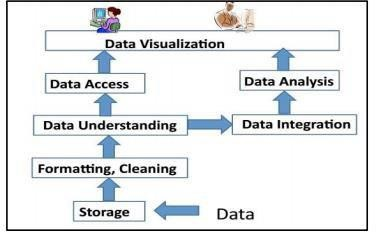 Data Visualization
Data Access
Data Analysis
Data Understanding
Data Integration
Formatting, Cleaning
Storage
Data